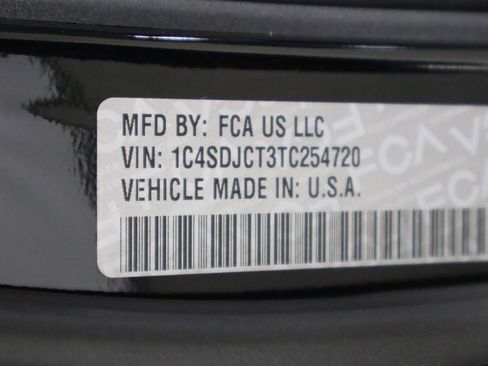 MFD BY: FCA US LLC
VIN: 1C4SDJCT3TC254720
VEHICLE MADE IN: U.S.A.